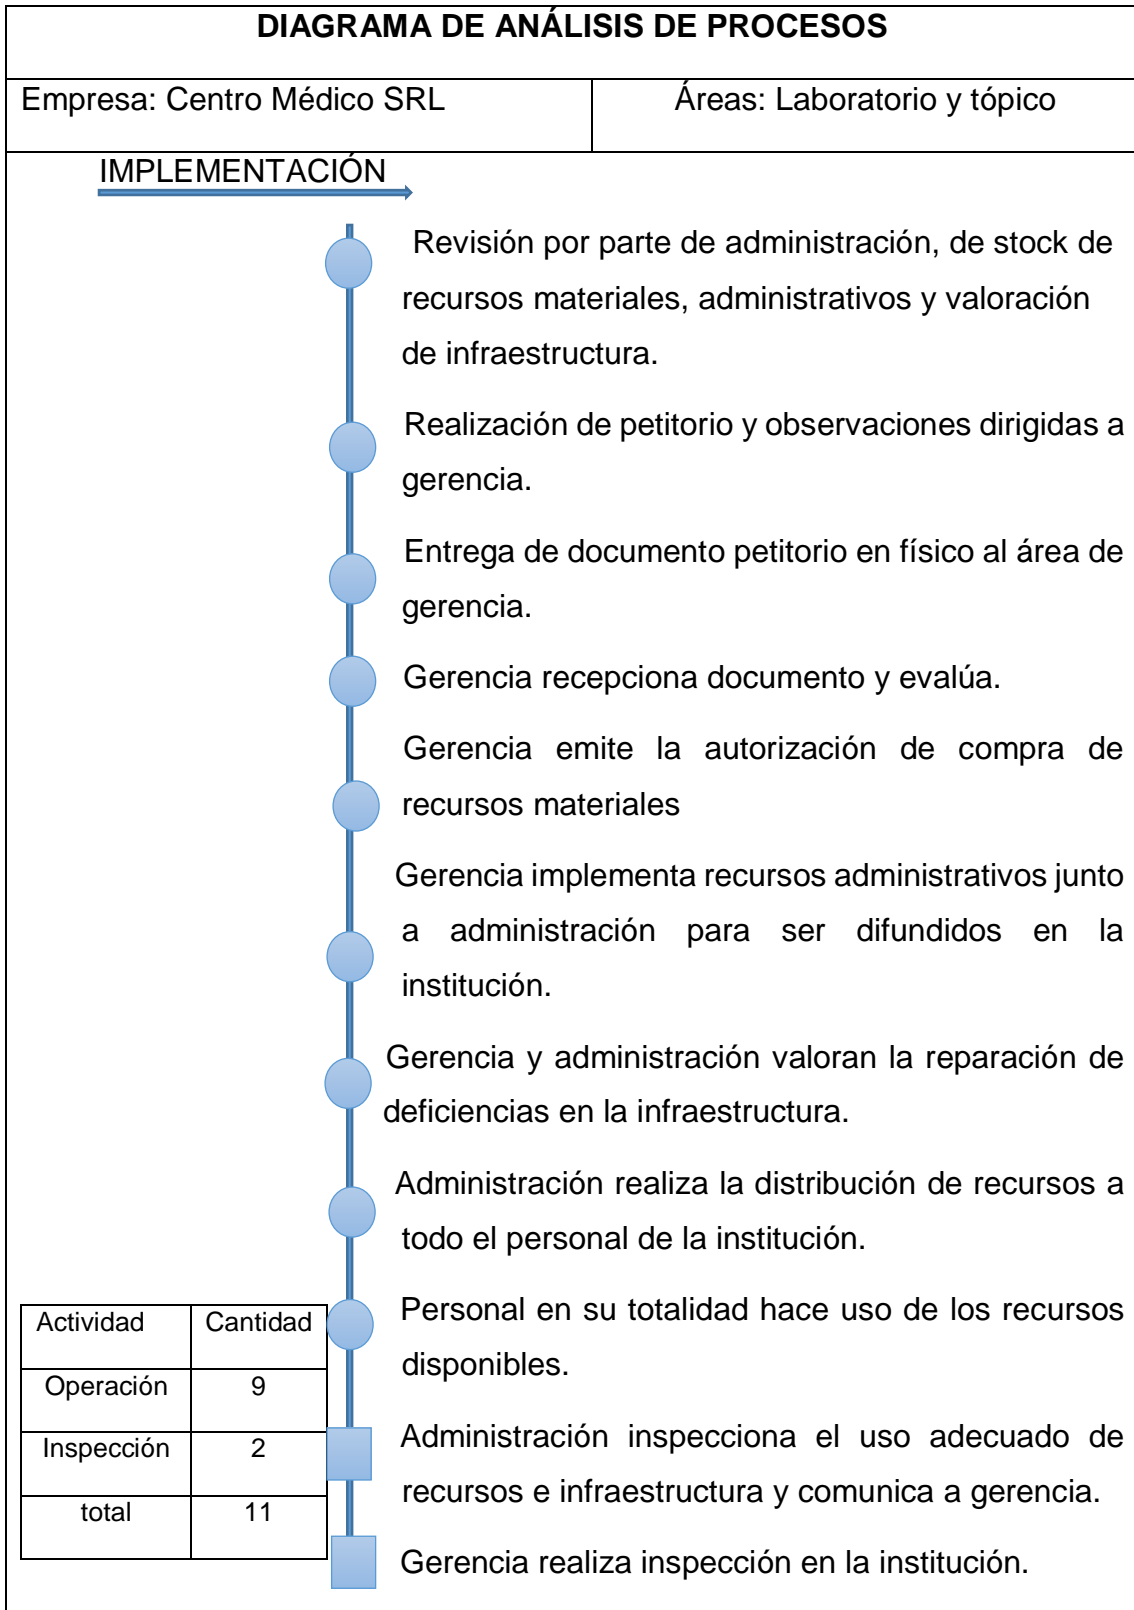 DIAGRAMA DE ANÁLISIS DE PROCESOS
Empresa: Centro Médico SRL
Áreas: Laboratorio y tópico
IMPLEMENTACIÓN
Revisión por parte de administración, de stock de
recursos materiales, administrativos y valoración
de infraestructura.
Realización de petitorio y observaciones dirigidas a
gerencia.
Entrega de documento petitorio en físico al área de
gerencia.
Gerencia recepciona documento y evalúa.
Gerencia emite la autorización de compra de
recursos materiales
Gerencia implementa recursos administrativos junto
a administración para ser difundidos en la
institución.
Gerencia y administración valoran la reparación de
deficiencias en la infraestructura.
Administración realiza la distribución de recursos a
todo el personal de la institución.
Personal en su totalidad hace uso de los recursos
disponibles.
Administración inspecciona el uso adecuado de
recursos e infraestructura y comunica a gerencia.
Gerencia realiza inspección en la institución.
Actividad Cantidad
Operación 9
Inspección 2
total 11